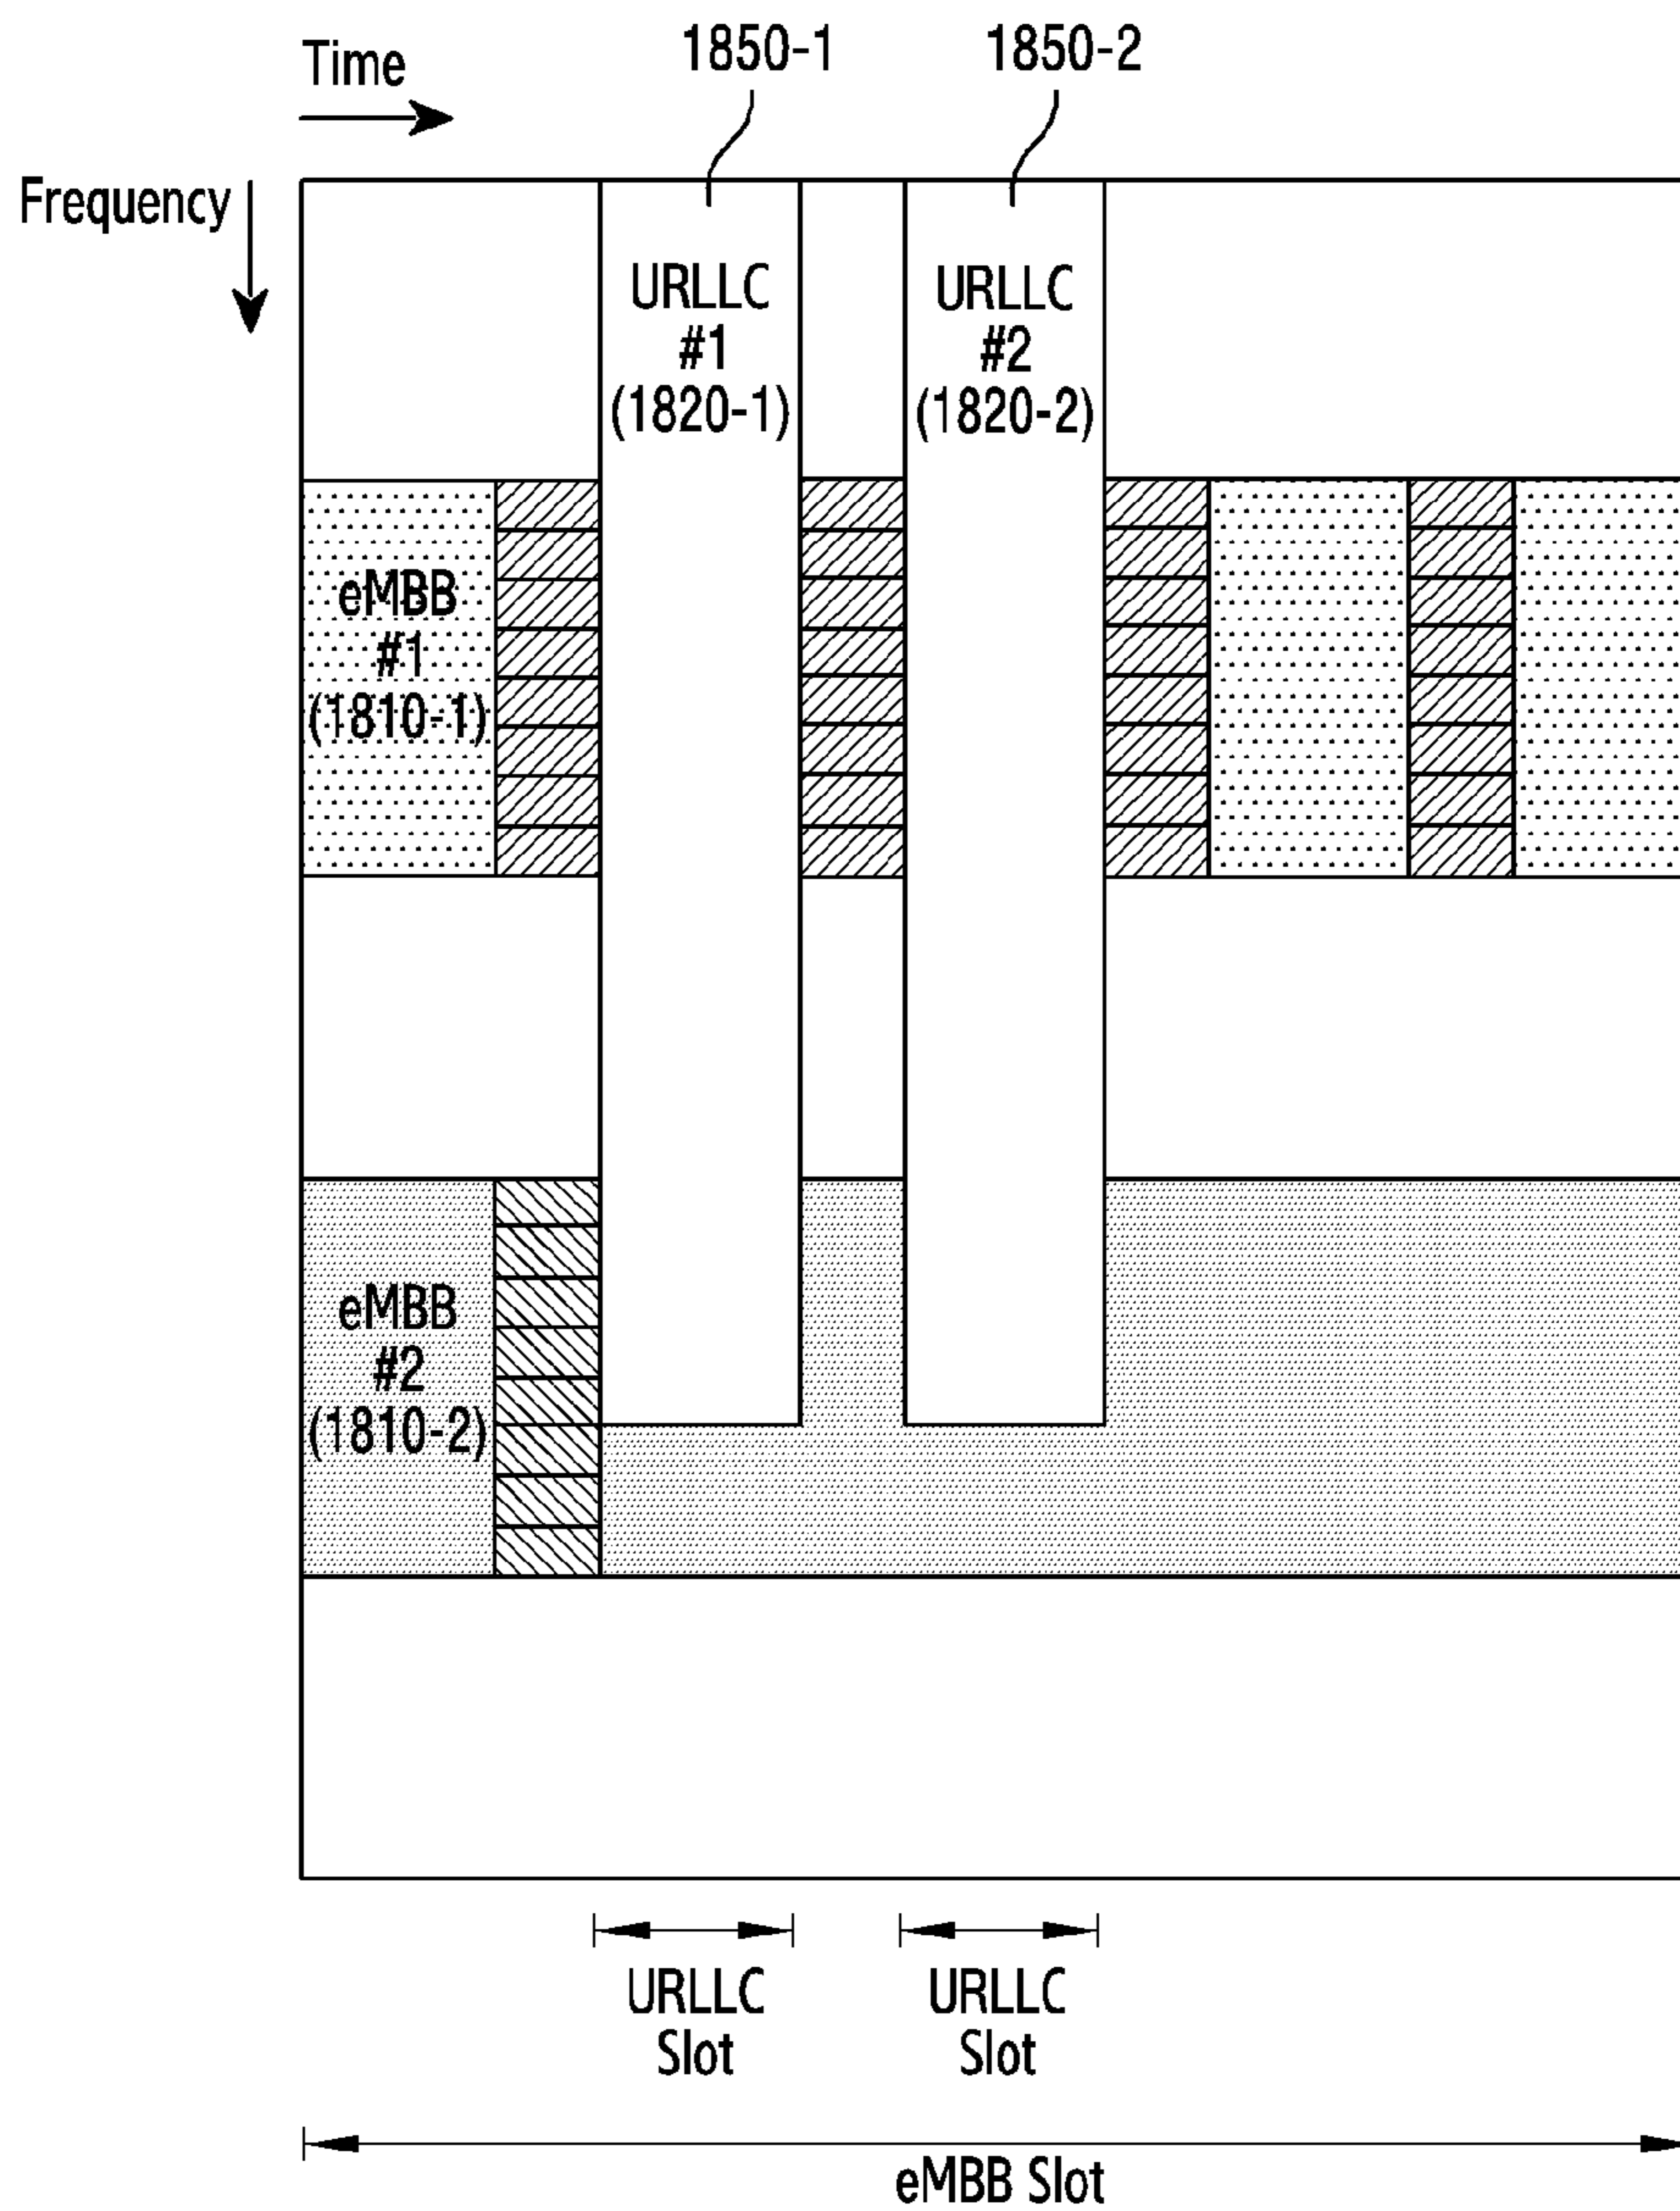 1850-1 1850-2
Time
Frequency
URLLC
#1
(1820-1)
URLLC
#2
(1820-2)
eMBB
#1
(1810-1)
eMBB
#2
(1810-2)
URLLC
Slot
URLLC
Slot
eMBB Slot